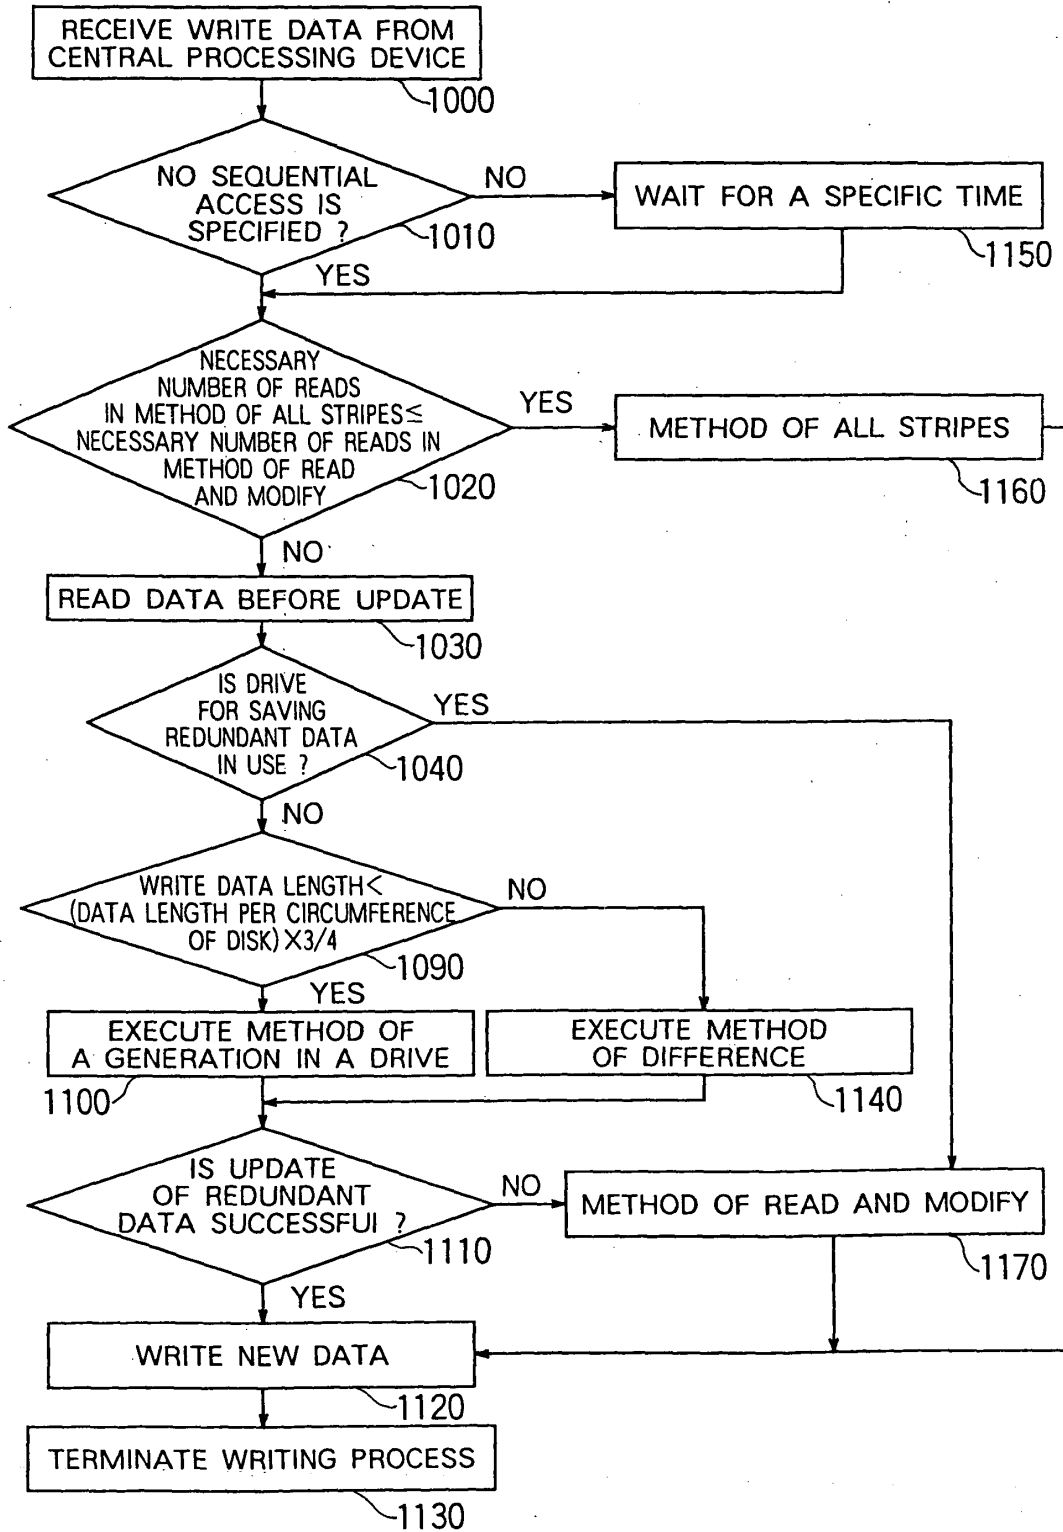 RECEIVE WRITE DATA FROM
CENTRAL PROCESSING DEVICE
1000
NO SEQUENTIAL
ACCESS IS
SPECIFIED ?
1010
NO
WAIT FOR A SPECIFIC TIME
1150
YES
NECESSARY
NUMBER OF READS
IN METHOD OF ALL STRIPES≤
NECESSARY NUMBER OF READS IN
METHOD OF READ
AND MODIFY
1020
YES
METHOD OF ALL STRIPES
1160
NO
READ DATA BEFORE UPDATE
1030
IS DRIVE
FOR SAVING
REDUNDANT DATA
IN USE ?
1040
YES
NO
WRITE DATA LENGTH<
(DATA LENGTH PER CIRCUMFERENCE
OF DISK) X3/4
1090
NO
YES
EXECUTE METHOD OF
A GENERATION IN A DRIVE
1100
EXECUTE METHOD
OF DIFFERENCE
1140
IS UPDATE
OF REDUNDANT
DATA SUCCESSFUI ?
1110
NO
METHOD OF READ AND MODIFY
1170
YES
WRITE NEW DATA
1120
TERMINATE WRITING PROCESS
1130